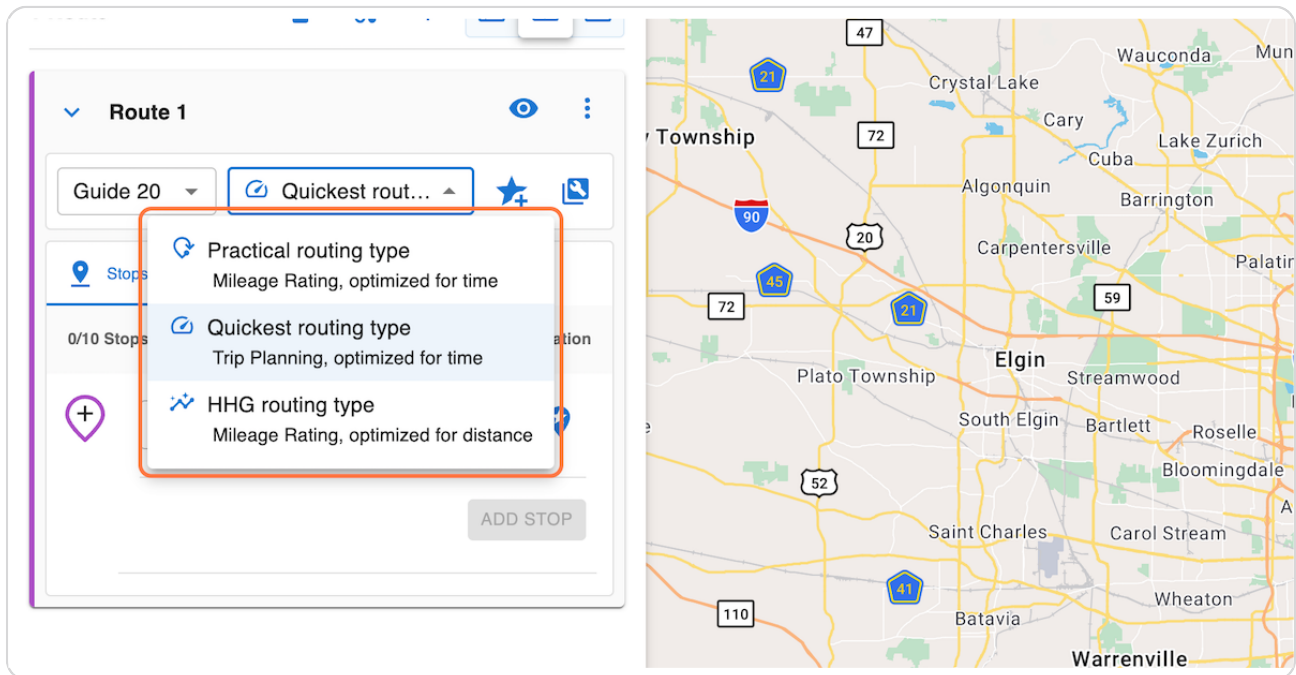 Route 1
Guide 20
Quickest rout...
Practical routing type
Mileage Rating, optimized for time
Stops
Quickest routing type
Trip Planning, optimized for time
0/10 Stops
HHG routing type
Mileage Rating, optimized for distance
ADD STOP
47
Wauconda
21
Crystal Lake
Cary
72
Township
Lake Zurich
Cuba
Algonquin
Barrington
90
20
Carpentersville
45
59
72
21
Elgin
Plato Township
Streamwood
South Elgin
Bartlett
Roselle
Bloomingdale
52
Saint Charles
Carol Stream
41
Wheaton
110
Batavia
Warrenville